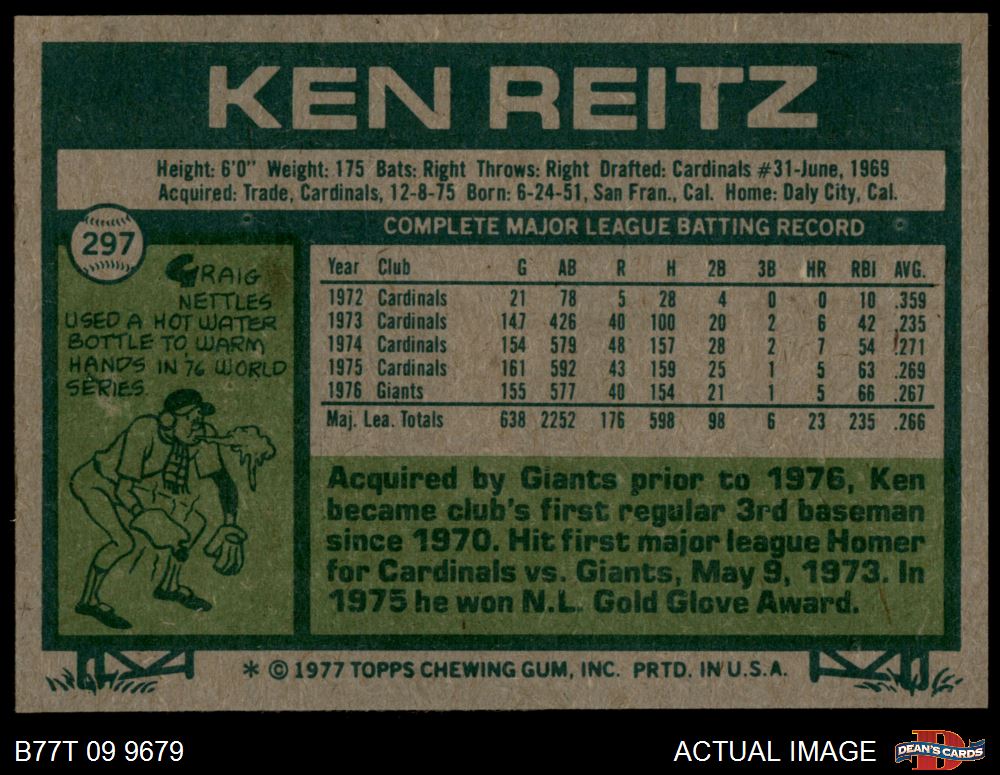 KEN REITZ
Height: 6'0" Weight: 175 Bats: Right Throws: Right Drafted: Cardinals #31-June, 1969
Acquired: Trade, Cardinals, 12-8-75 Born: 6-24-51, San Fran., Cal. Home: Daly City, Cal.
297
GRAIG
NETTLES
USED A HOT WATER
BOTTLE TO WARM
HANDS IN '76 WORLD
SERIES.
COMPLETE MAJOR LEAGUE BATTING RECORD
Year Club G AB R H 2B 3B HR RBI AVG.
1972 Cardinals 21 78 5 28 4 0 0 10 .359
1973 Cardinals 147 426 40 100 20 2 6 42 .235
1974 Cardinals 154 579 48 157 28 2 7 54 .271
1975 Cardinals 161 592 43 159 25 1 5 63 .269
1976 Giants 155 577 40 154 21 1 5 66 .267
Maj. Lea. Totals 638 2252 176 598 98 6 23 235 .266
Acquired by Giants prior to 1976, Ken
became club's first regular 3rd baseman
since 1970. Hit first major league Homer
for Cardinals vs. Giants, May 9, 1973. In
1975 he won N.L. Gold Glove Award.
* © 1977 TOPPS CHEWING GUM, INC. PRTD. IN U.S.A.
B77T 09 9679
ACTUAL IMAGE
D
DEAN'S CARDS